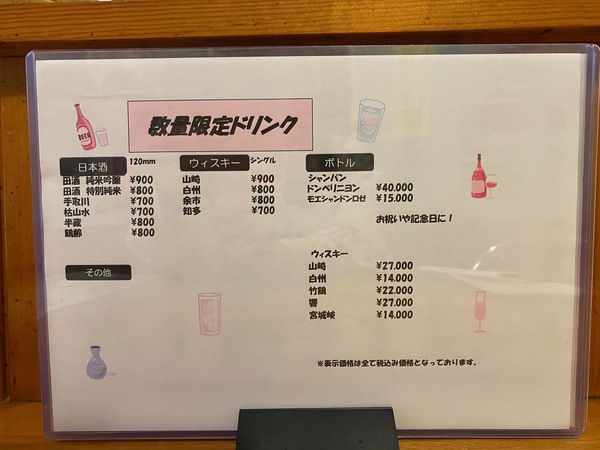 数量限定ドリンク
日本酒 120mm
田酒 純米吟醸 ¥900
田酒 特別純米 ¥800
手取川 ¥700
枯山水 ¥700
半蔵 ¥800
鶴齢 ¥800
その他
ウィスキー シングル
山崎 ¥900
白州 ¥800
余市 ¥800
知多 ¥700
ボトル
シャンパン
ドンペリニヨン ¥40.000
モエシャンドンロゼ ¥15.000
お祝いや記念日に！
ウィスキー
山崎 ¥27.000
白州 ¥14.000
竹鶴 ¥22.000
響 ¥27.000
宮城峡 ¥14.000
※表示価格は全て税込み価格となっております。
BEER